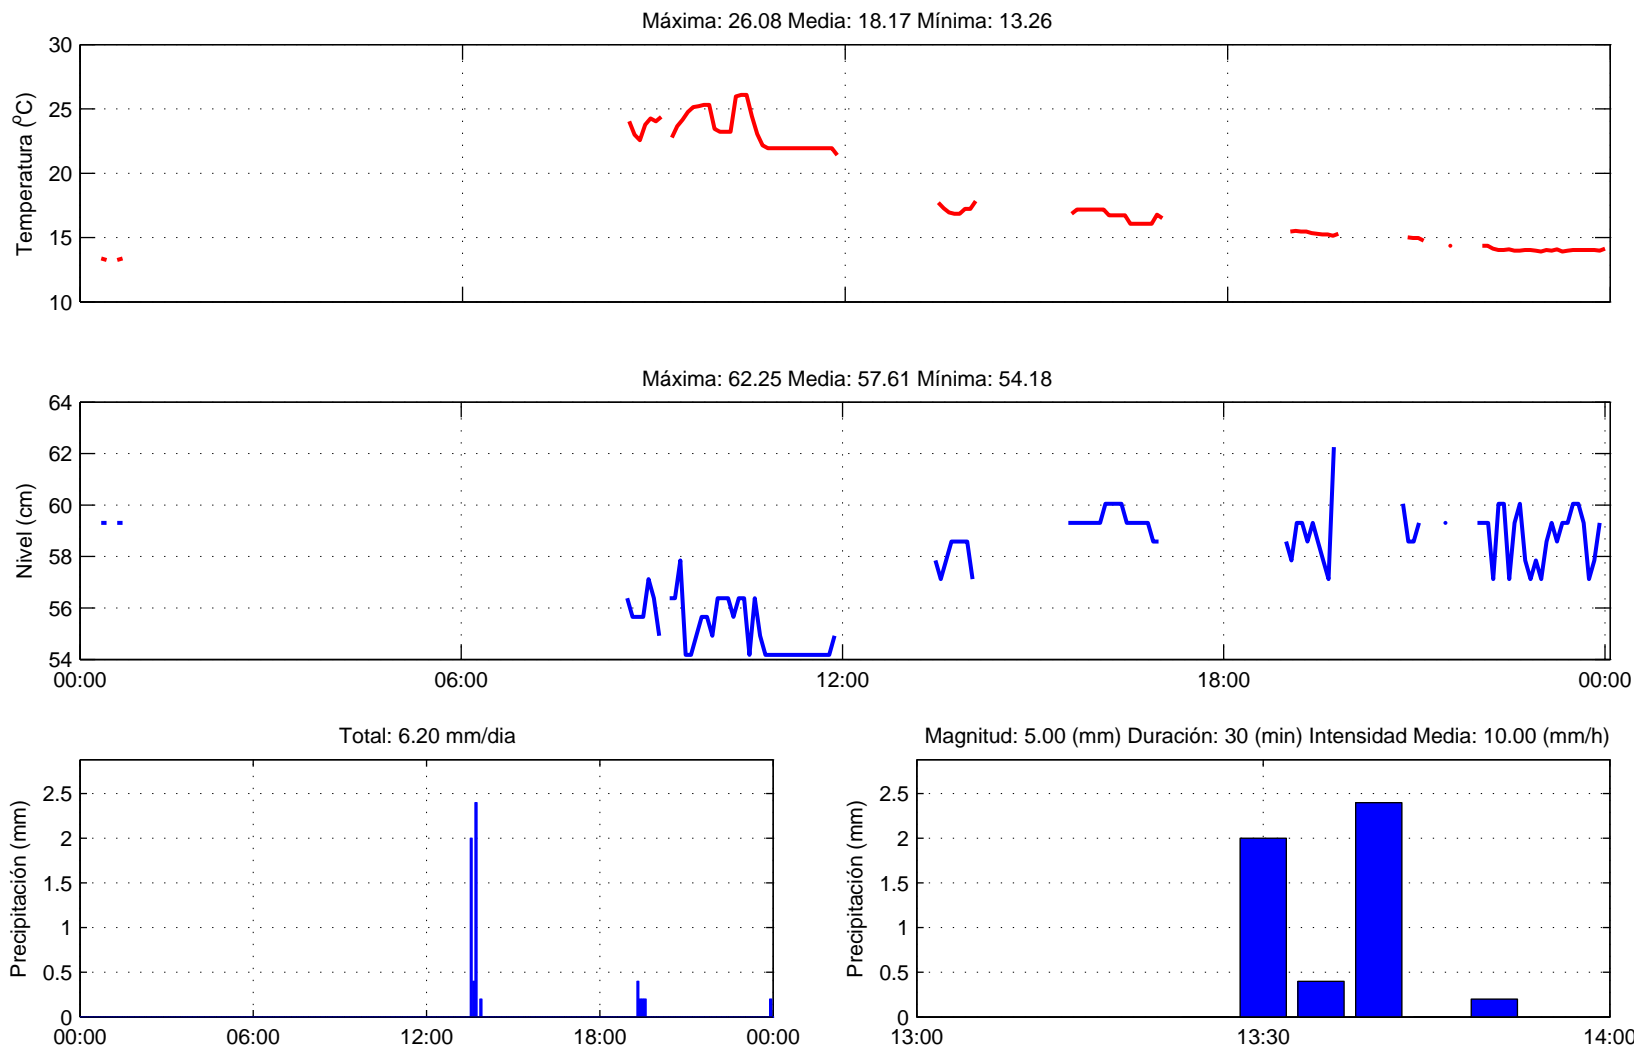 Máxima: 26.08 Media: 18.17 Mínima: 13.26
30
25
20
15
10
Temperatura (ºC)
Máxima: 62.25 Media: 57.61 Mínima: 54.18
64
62
60
58
56
54
Nivel (cm)
00:00 06:00 12:00 18:00 00:00
Total: 6.20 mm/dia
2.5
2
1.5
1
0.5
0
Precipitación (mm)
00:00 06:00 12:00 18:00 00:00
Magnitud: 5.00 (mm) Duración: 30 (min) Intensidad Media: 10.00 (mm/h)
2.5
2
1.5
1
0.5
0
Precipitación (mm)
13:00 13:30 14:00